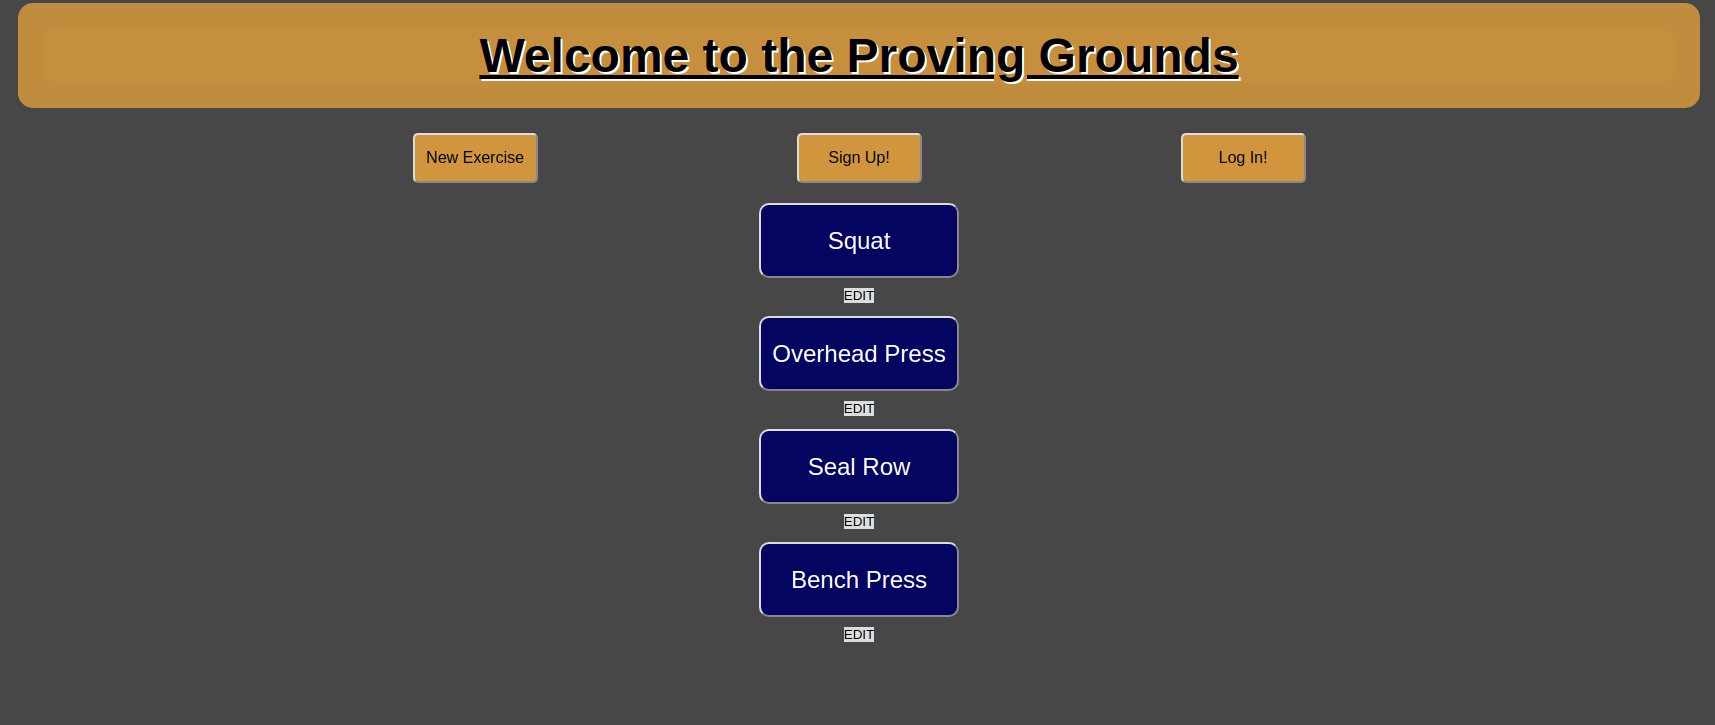 Welcome to the Proving Grounds
New Exercise Sign Up! Log In!
Squat
EDIT
Overhead Press
EDIT
Seal Row
EDIT
Bench Press
EDIT